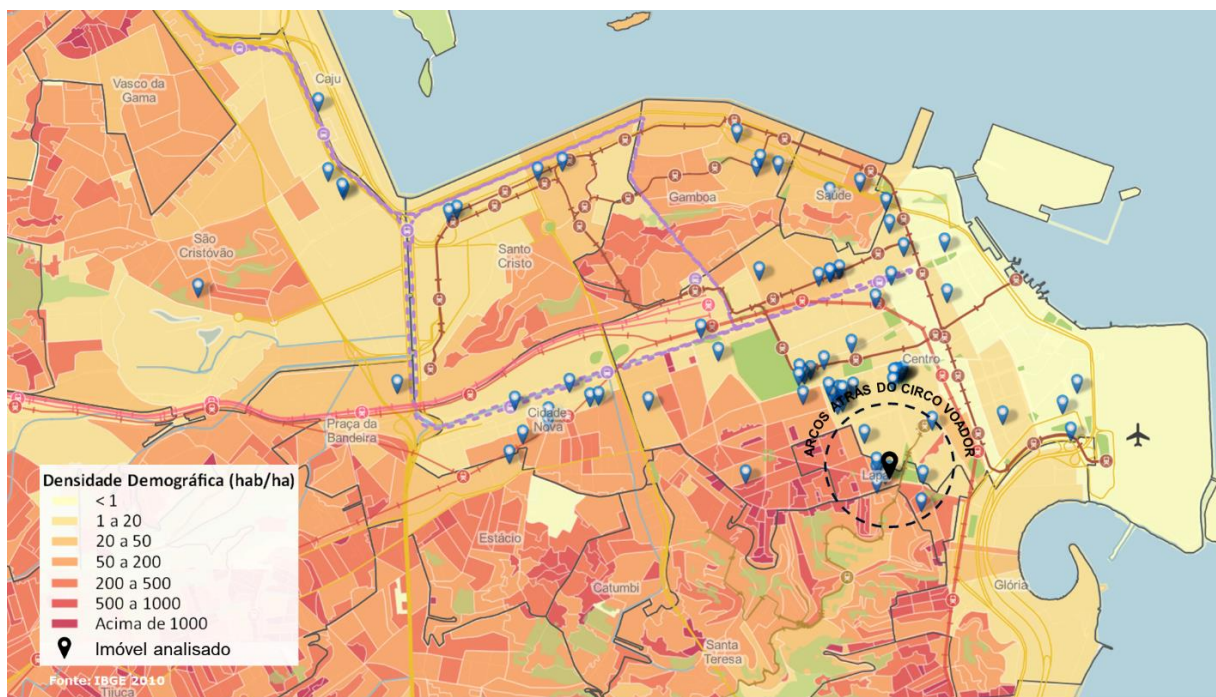 Caju
Vasco da
Gama
Gamboa
Saúde
São
Cristóvão
Santo
Cristo
Centro
ARCOS ATRÁS DO CIRCO VOADOR
Cidade
Nova
Praça da
Bandeira
Lapa
Densidade Demográfica (hab/ha)
< 1
1 a 20
20 a 50
50 a 200
200 a 500
500 a 1000
Acima de 1000
Imóvel analisado
Fonte: IBGE 2010
Estácio
Catumbi
Glória
Santa
Teresa
Tijuca